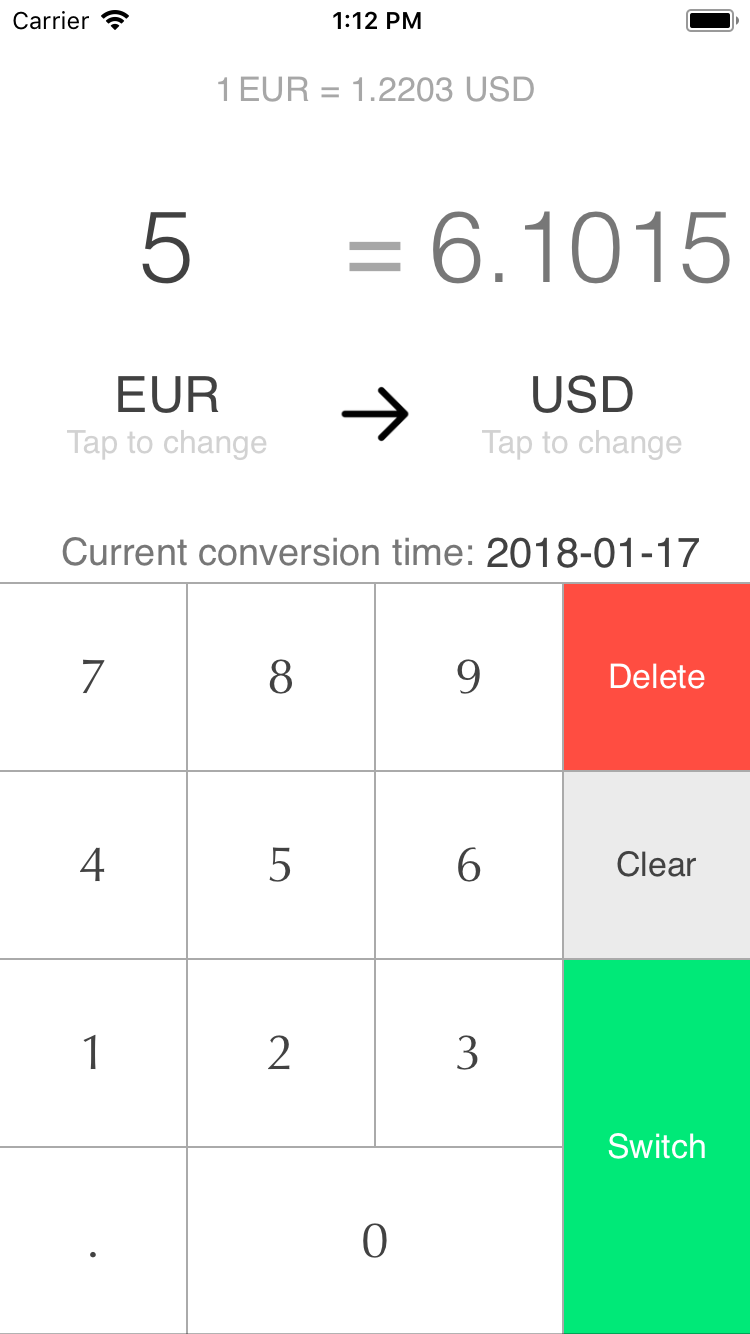 Carrier 1:12 PM
1 EUR = 1.2203 USD
5 = 6.1015
EUR USD
Tap to change Tap to change
Current conversion time: 2018-01-17
7 8 9 Delete
4 5 6 Clear
1 2 3
Switch
. 0